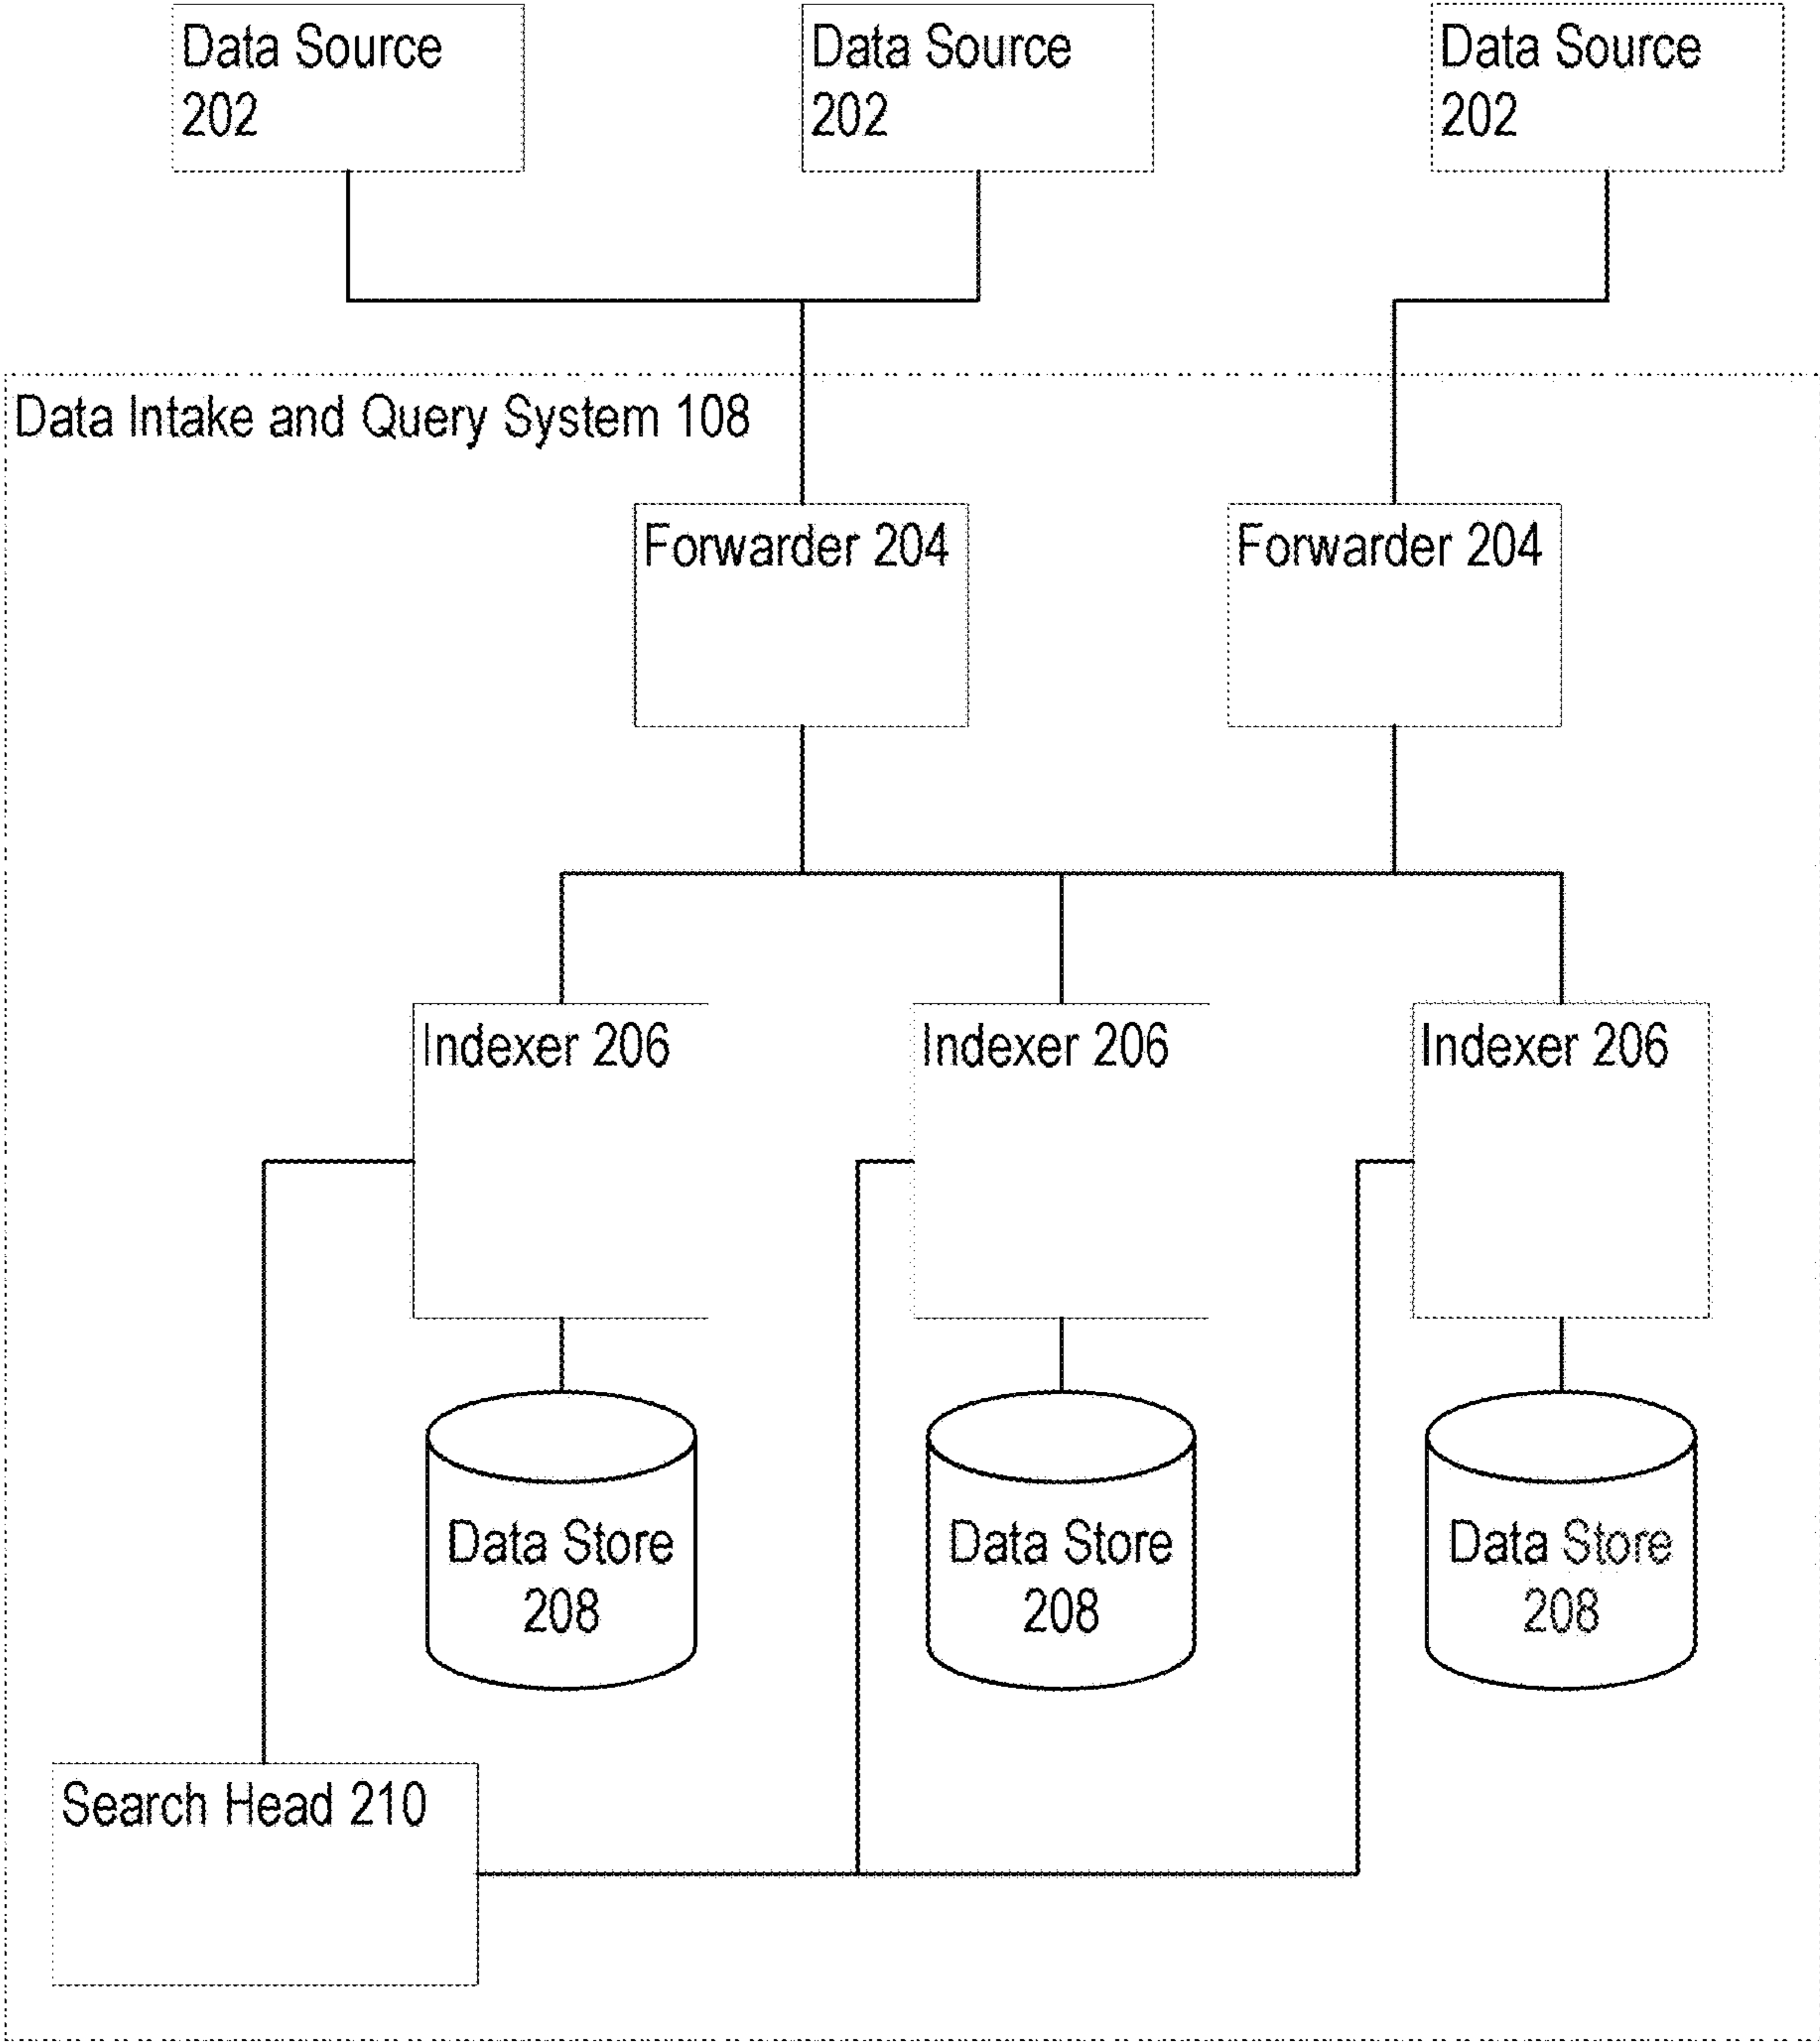 Data Source
202
Data Source
202
Data Source
202
Data Intake and Query System 108
Forwarder 204
Forwarder 204
Indexer 206
Indexer 206
Indexer 206
Data Store
208
Data Store
208
Data Store
208
Search Head 210